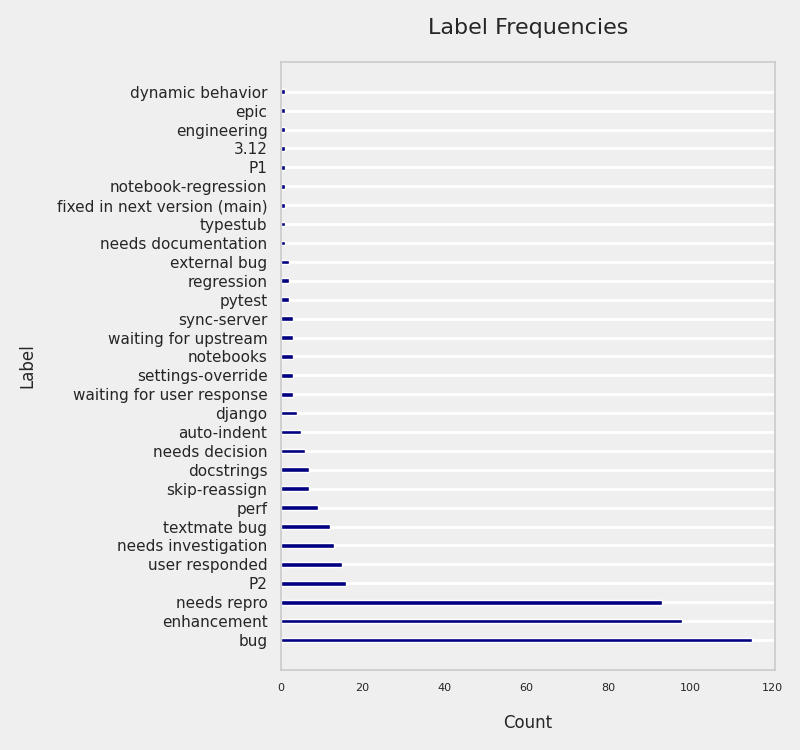 Label Frequencies
dynamic behavior
epic
engineering
3.12
P1
notebook-regression
fixed in next version (main)
typestub
needs documentation
external bug
regression
pytest
sync-server
waiting for upstream
notebooks
settings-override
waiting for user response
django
auto-indent
needs decision
docstrings
skip-reassign
perf
textmate bug
needs investigation
user responded
P2
needs repro
enhancement
bug
Label
0 20 40 60 80 100 120
Count